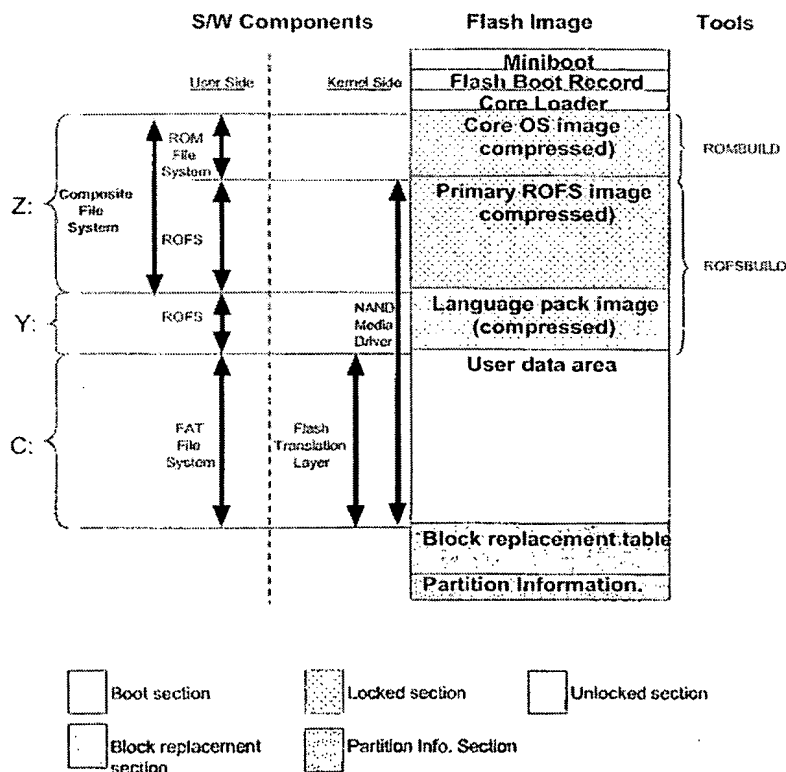 S/W Components
Flash Image
Tools
User Side
Kernel Side
Miniboot
Flash Boot Record
Core Loader
Core OS image
compressed)
ROM
File
System
ROMBUILD
Z:
Composite
File
System
ROFS
Primary ROFS image
compressed)
ROFSBUILD
Y:
ROFS
NAND
Media
Driver
Language pack image
(compressed)
User data area
C:
FAT
File
System
Flash
Translation
Layer
Block replacement table
Partition Information.
Boot section
Locked section
Unlocked section
Block replacement
section
Partition Info. Section